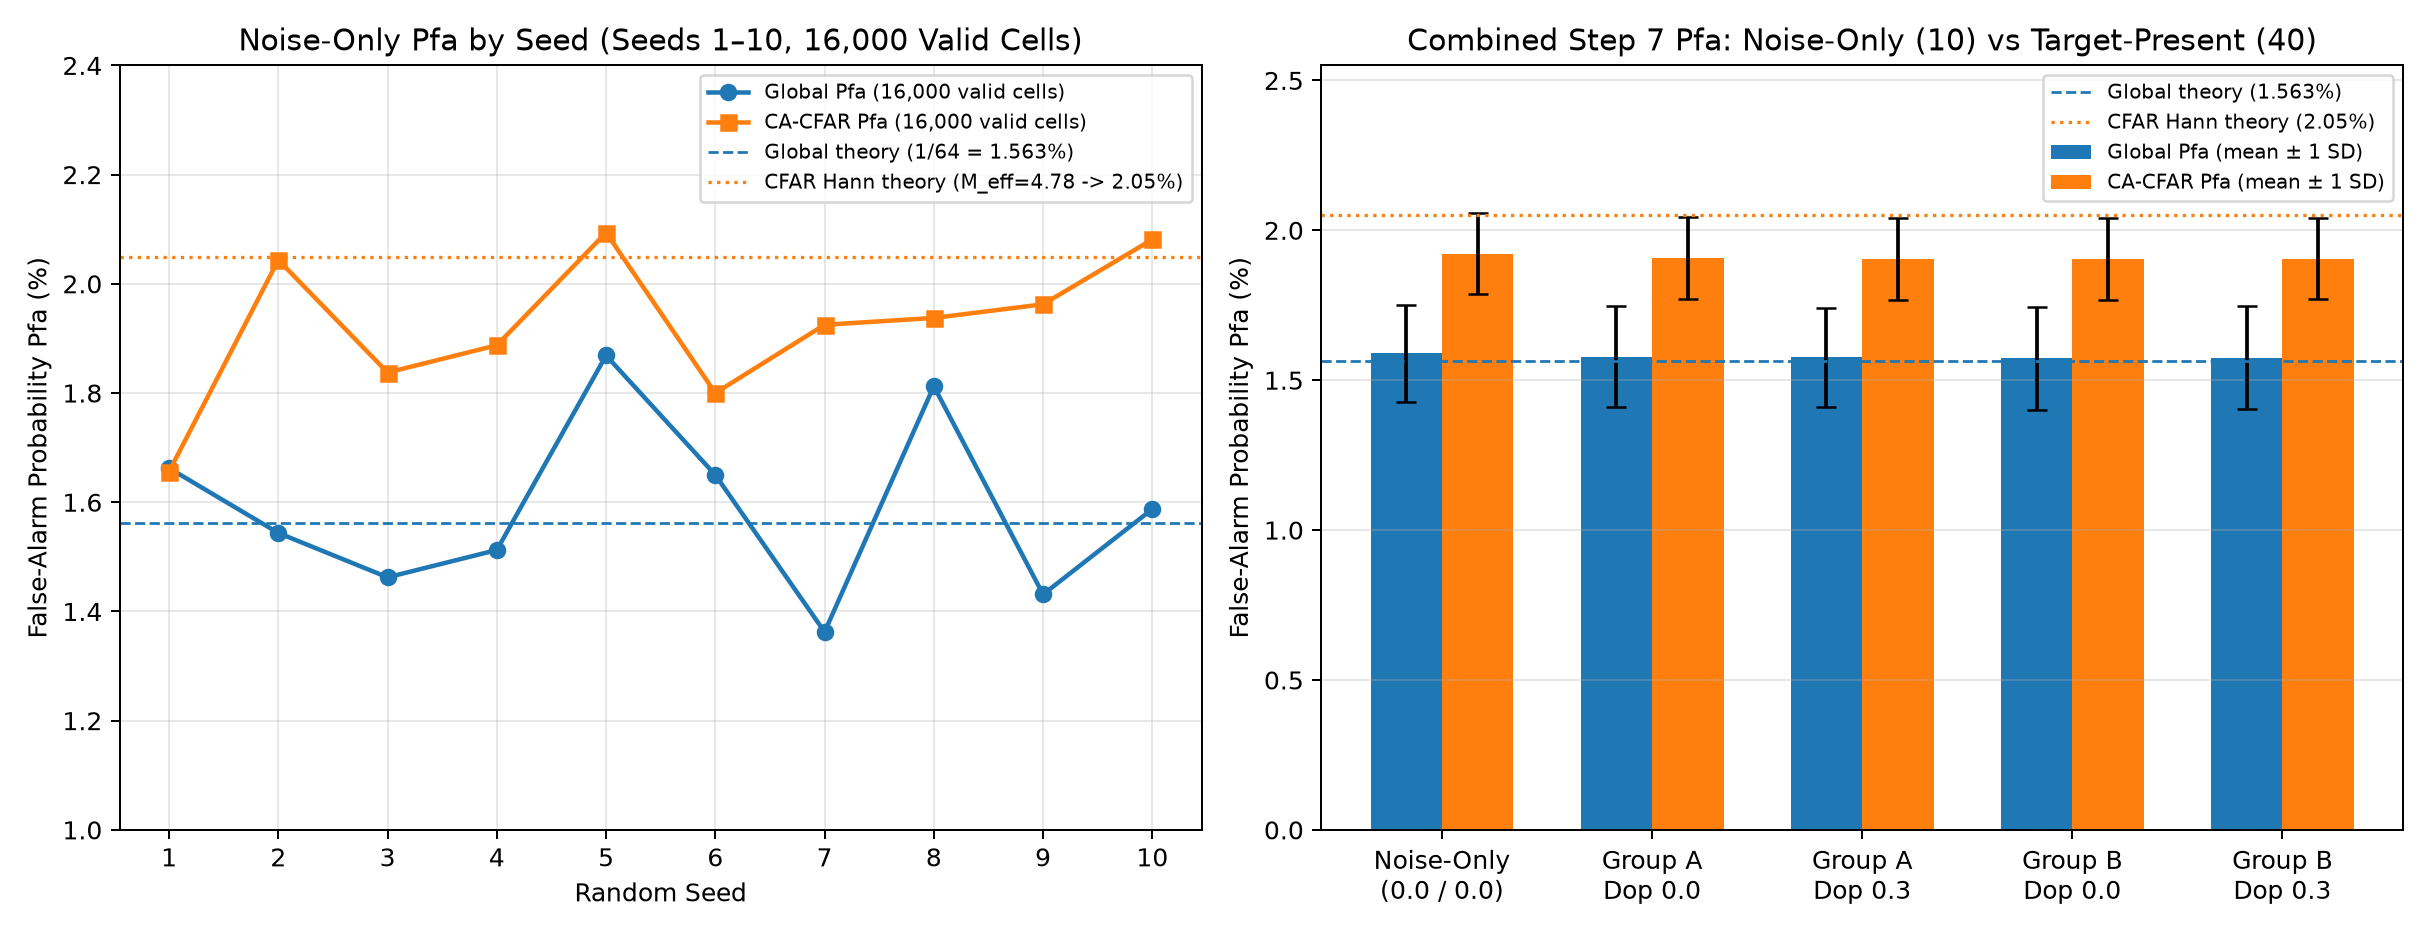 Noise-Only Pfa by Seed (Seeds 1–10, 16,000 Valid Cells)
False-Alarm Probability Pfa (%)
2.4
2.2
2.0
1.8
1.6
1.4
1.2
1.0
Global Pfa (16,000 valid cells)
CA-CFAR Pfa (16,000 valid cells)
Global theory (1/64 = 1.563%)
CFAR Hann theory (M_eff=4.78 -> 2.05%)
1 2 3 4 5 6 7 8 9 10
Random Seed
Combined Step 7 Pfa: Noise-Only (10) vs Target-Present (40)
False-Alarm Probability Pfa (%)
2.5
2.0
1.5
1.0
0.5
0.0
Global theory (1.563%)
CFAR Hann theory (2.05%)
Global Pfa (mean ± 1 SD)
CA-CFAR Pfa (mean ± 1 SD)
Noise-Only
(0.0 / 0.0)
Group A
Dop 0.0
Group A
Dop 0.3
Group B
Dop 0.0
Group B
Dop 0.3